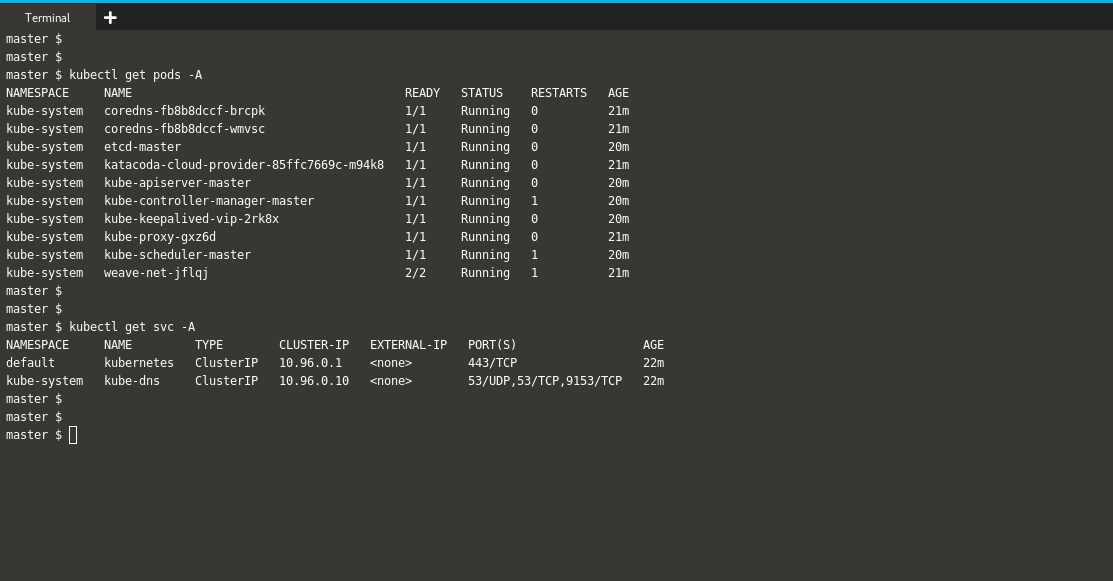 Terminal
master $
master $
master $ kubectl get pods -A
NAMESPACE     NAME                                       READY   STATUS    RESTARTS   AGE
kube-system   coredns-fb8b8dccf-brcpk                    1/1     Running   0          21m
kube-system   coredns-fb8b8dccf-wmvsc                    1/1     Running   0          21m
kube-system   etcd-master                                1/1     Running   0          20m
kube-system   katacoda-cloud-provider-85ffc7669c-m94k8   1/1     Running   0          21m
kube-system   kube-apiserver-master                      1/1     Running   0          20m
kube-system   kube-controller-manager-master             1/1     Running   1          20m
kube-system   kube-keepalived-vip-2rk8x                  1/1     Running   0          20m
kube-system   kube-proxy-gxz6d                           1/1     Running   0          21m
kube-system   kube-scheduler-master                      1/1     Running   1          20m
kube-system   weave-net-jflqj                            2/2     Running   1          21m
master $
master $
master $ kubectl get svc -A
NAMESPACE     NAME         TYPE        CLUSTER-IP   EXTERNAL-IP   PORT(S)                  AGE
default       kubernetes   ClusterIP   10.96.0.1    <none>        443/TCP                  22m
kube-system   kube-dns     ClusterIP   10.96.0.10   <none>        53/UDP,53/TCP,9153/TCP   22m
master $
master $
master $